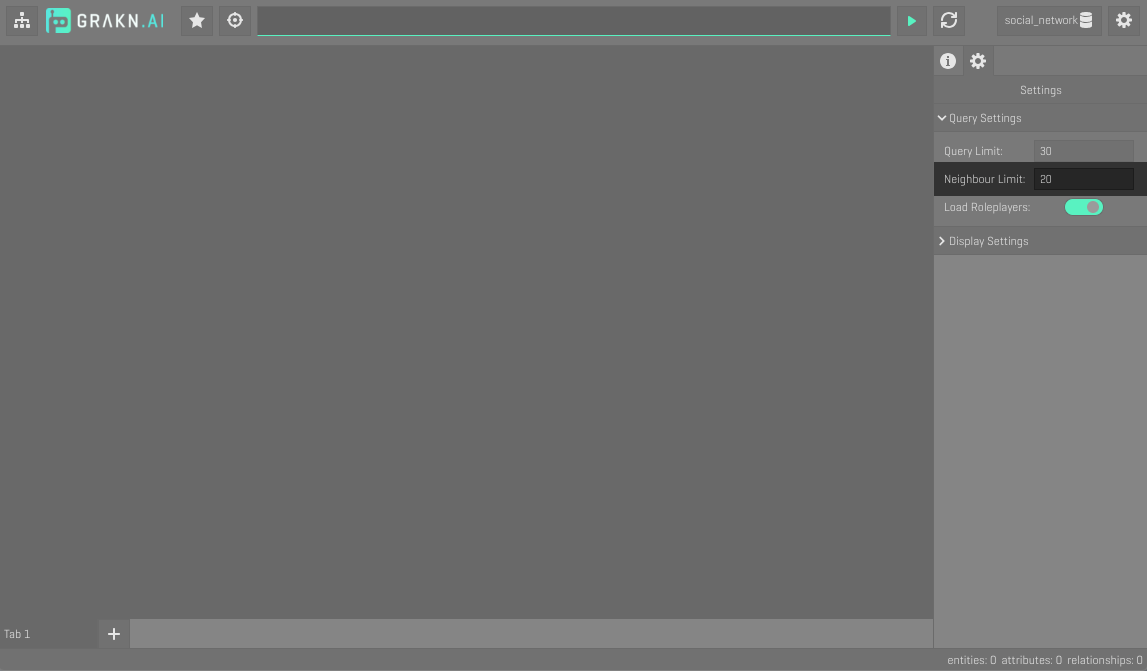 GRAKN.AI
social_network
Settings
Query Settings
Query Limit: 30
Neighbour Limit: 20
Load Roleplayers:
Display Settings
Tab 1
entities: 0 attributes: 0 relationships: 0